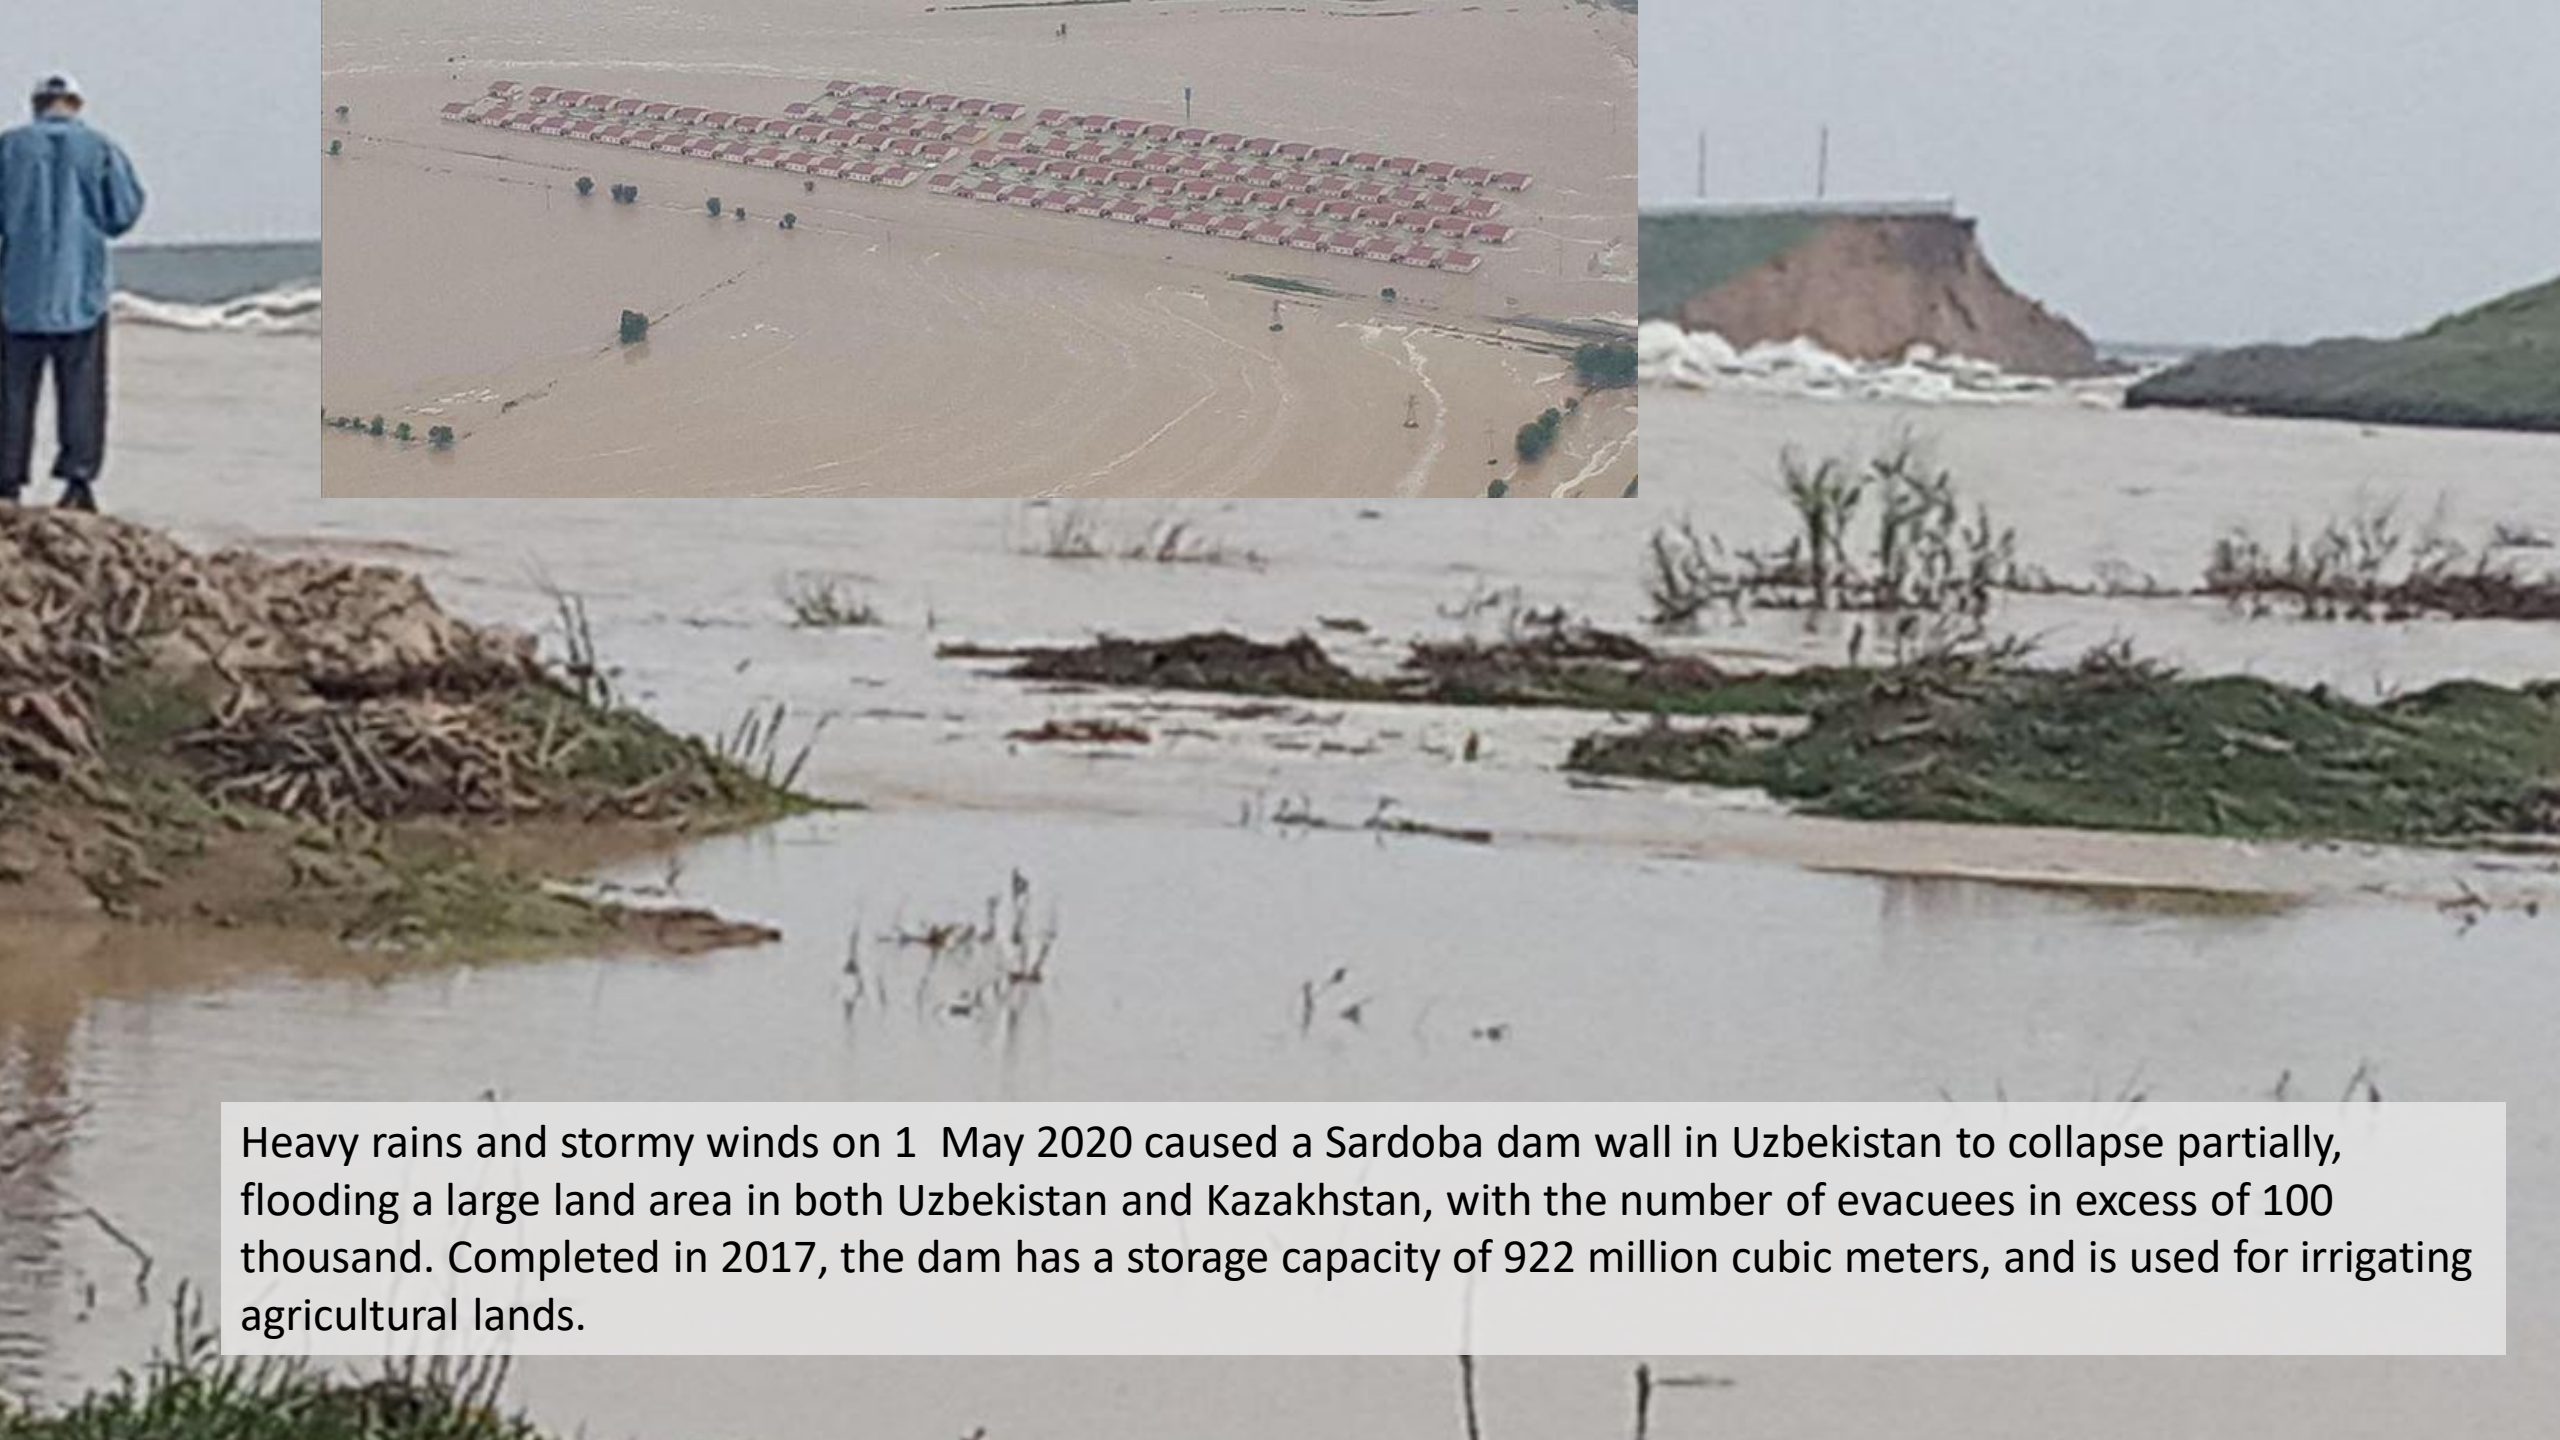 Heavy rains and stormy winds on 1  May 2020 caused a Sardoba dam wall in Uzbekistan to collapse partially,
flooding a large land area in both Uzbekistan and Kazakhstan, with the number of evacuees in excess of 100
thousand. Completed in 2017, the dam has a storage capacity of 922 million cubic meters, and is used for irrigating
agricultural lands.